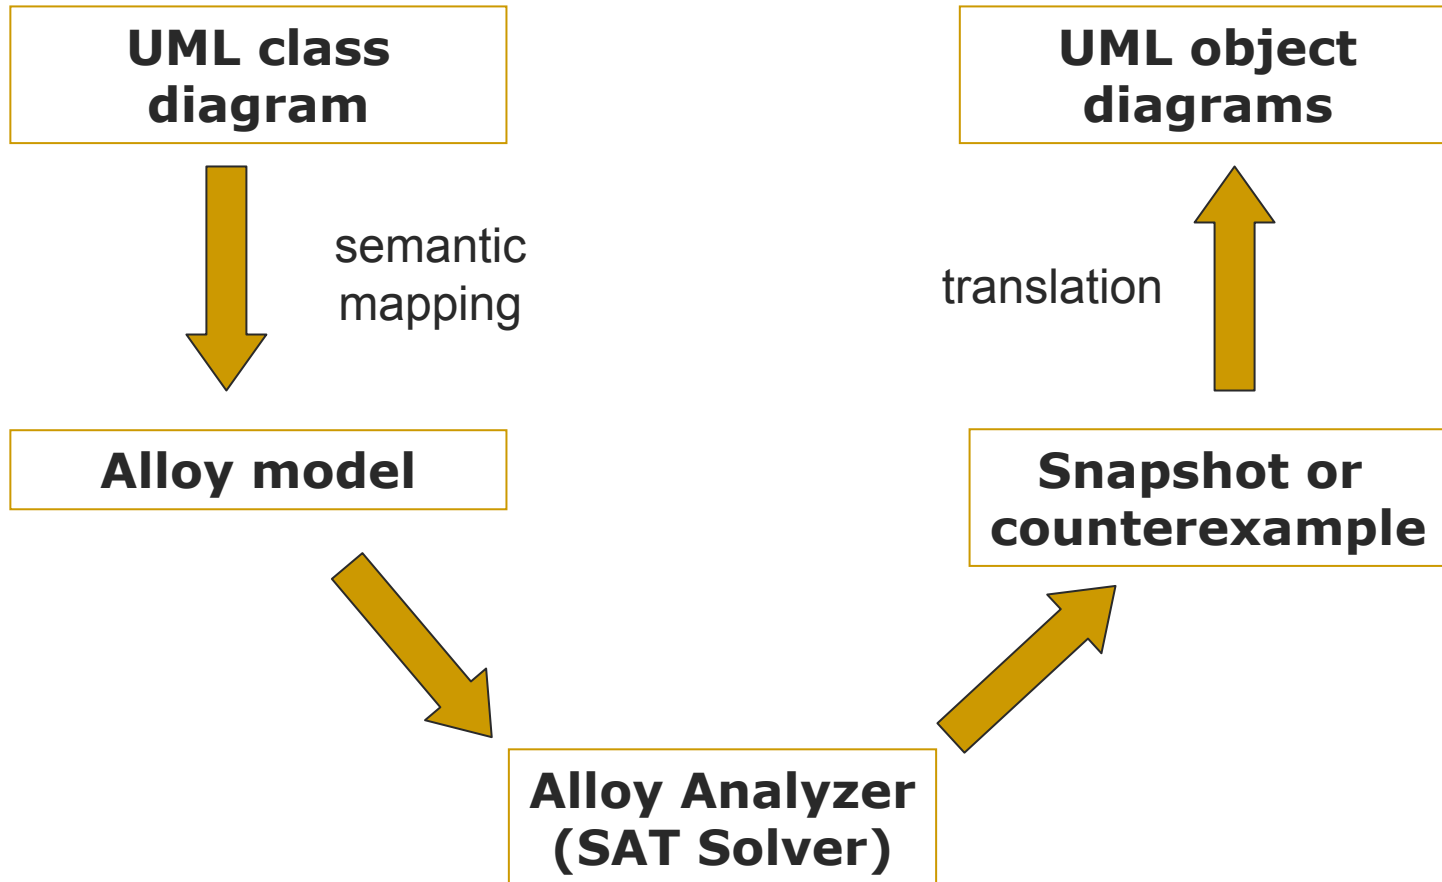 UML class
diagram
UML object
diagrams
semantic
mapping
translation
Alloy model
Snapshot or
counterexample
Alloy Analyzer
(SAT Solver)